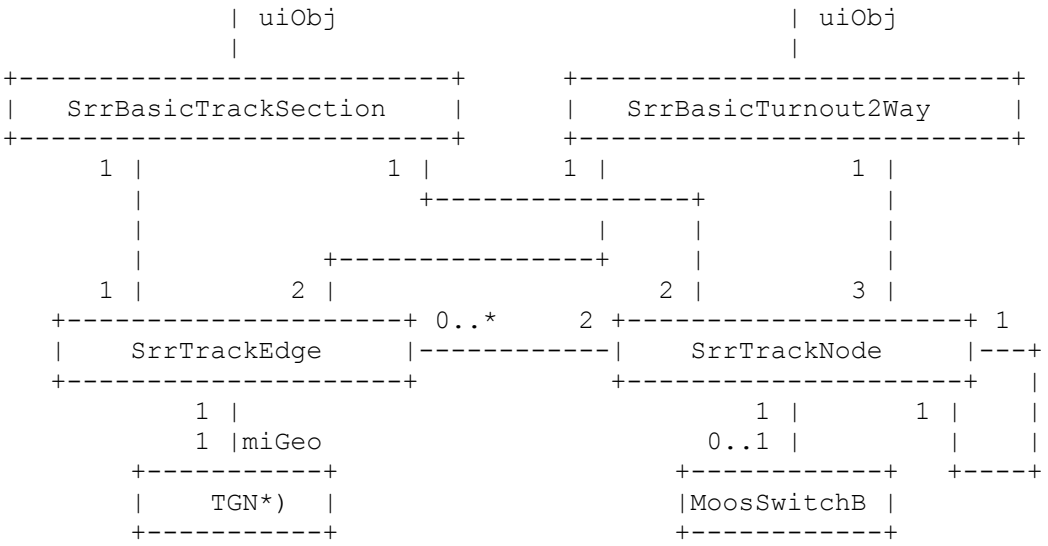 | uiObj | uiObj
| |
+---------------------------+ +---------------------------+
| SrrBasicTrackSection | | SrrBasicTurnout2Way |
+---------------------------+ +---------------------------+
1 | 1 | 1 | 1 |
| +----------------+ |
| | | |
| +----------------+ | |
1 | 2 | 2 | 3 |
+---------------------+ 0..* 2 +---------------------+ 1
| SrrTrackEdge |------------| SrrTrackNode |---+
+---------------------+ +---------------------+ |
1 | 1 | 1 | |
1 |miGeo 0..1 | | |
+-----------+ +------------+ +----+
| TGN*) | |MoosSwitchB |
+-----------+ +------------+